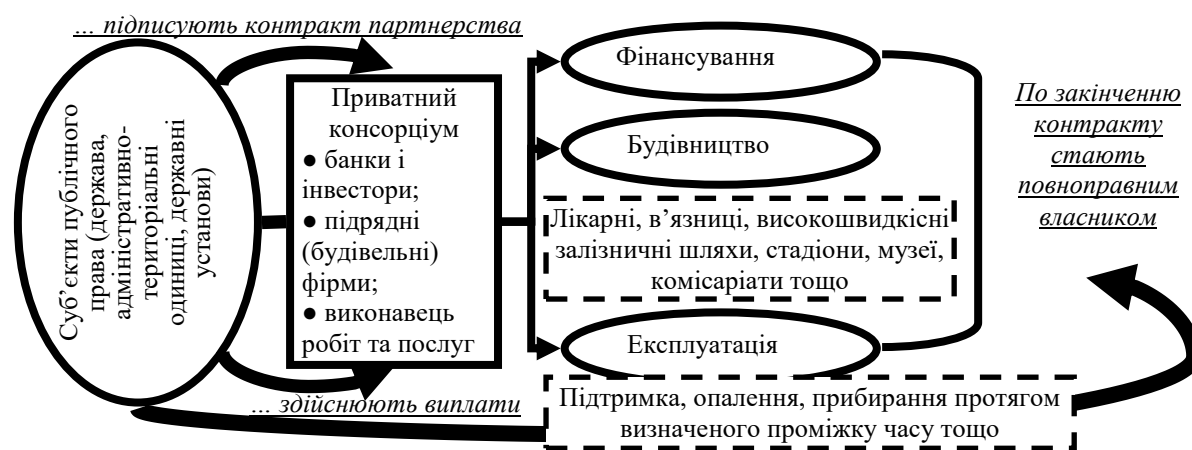 ... підписують контракт партнерства
Суб’єкти публічного
права (держава,
адміністративно-
територіальні
одиниці, державні
установи)
Приватний
консорціум
● банки і
інвестори;
● підрядні
(будівельні)
фірми;
● виконавець
робіт та послуг
Фінансування
Будівництво
Лікарні, в’язниці, високошвидкісні
залізничні шляхи, стадіони, музеї,
комісаріати тощо
Експлуатація
Підтримка, опалення, прибирання протягом
визначеного проміжку часу тощо
... здійснюють виплати
По закінченню
контракту
стають
повноправним
власником